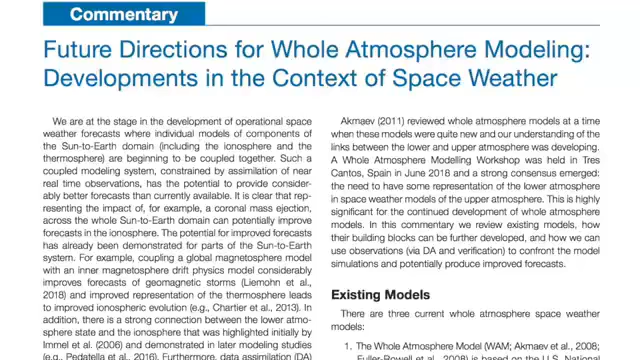 Commentary
Future Directions for Whole Atmosphere Modeling:
Developments in the Context of Space Weather
We are at the stage in the development of operational space
weather forecasts where individual models of components of
the Sun-to-Earth domain (including the ionosphere and the
thermosphere) are beginning to be coupled together. Such a
coupled modeling system, constrained by assimilation of near
real time observations, has the potential to provide consider-
ably better forecasts than currently available. It is clear that rep-
resenting the impact of, for example, a coronal mass ejection,
across the whole Sun-to-Earth domain can potentially improve
forecasts in the ionosphere. The potential for improved forecasts
has already been demonstrated for parts of the Sun-to-Earth
system. For example, coupling a global magnetosphere model
with an inner magnetosphere drift physics model considerably
improves forecasts of geomagnetic storms (Liemohn et al.,
2018) and improved representation of the thermosphere leads
to improved ionospheric evolution (e.g., Chartier et al., 2013). In
addition, there is a strong connection between the lower atmo-
sphere state and the ionosphere that was highlighted initially by
Immel et al. (2006) and demonstrated in later modeling studies
(e.g., Pedatella et al., 2016). Furthermore, data assimilation (DA)
Akmaev (2011) reviewed whole atmosphere models at a time
when these models were quite new and our understanding of the
links between the lower and upper atmosphere was developing.
A Whole Atmosphere Modelling Workshop was held in Tres
Cantos, Spain in June 2018 and a strong consensus emerged:
the need to have some representation of the lower atmosphere
in space weather models of the upper atmosphere. This is highly
significant for the continued development of whole atmosphere
models. In this commentary we review existing models, how
their building blocks can be further developed, and how we can
use observations (via DA and verification) to confront the model
simulations and potentially produce improved forecasts.
Existing Models
There are three current whole atmosphere space weather
models:
1. The Whole Atmosphere Model (WAM; Akmaev et al., 2008;
Fuller-Rowell et al., 2008) is based on the U.S. National